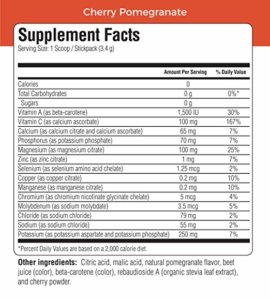 Cherry Pomegranate
Supplement Facts
Serving Size: 1 Scoop / Stickpack (3.4 g)
Amount Per Serving % Daily Value
Calories 0
Total Carbohydrates 0 g 0%*
Sugars 0 g
Vitamin A (as beta-carotene) 1,500 IU 30%
Vitamin C (as calcium ascorbate) 100 mg 167%
Calcium (as calcium citrate and calcium ascorbate) 65 mg 7%
Phosphorus (as potassium phosphate) 70 mg 7%
Magnesium (as magnesium citrate) 100 mg 25%
Zinc (as zinc citrate) 1 mg 7%
Selenium (as selenium amino acid chelate) 1.25 mcg 2%
Copper (as copper citrate) 0.2 mg 10%
Manganese (as manganese citrate) 0.2 mg 10%
Chromium (as chromium nicotinate glycinate chelate) 5 mcg 4%
Molybdenum (as sodium molybdate) 3.5 mcg 5%
Chloride (as sodium chloride) 79 mg 2%
Sodium (as sodium chloride) 55 mg 2%
Potassium (as potassium aspartate and potassium phosphate) 250 mg 7%
*Percent Daily Values are based on a 2,000 calorie diet.
Other ingredients: Citric acid, malic acid, natural pomegranate flavor, beet
juice (color), beta-carotene (color), rebaudioside A (organic stevia leaf extract),
and cherry powder.